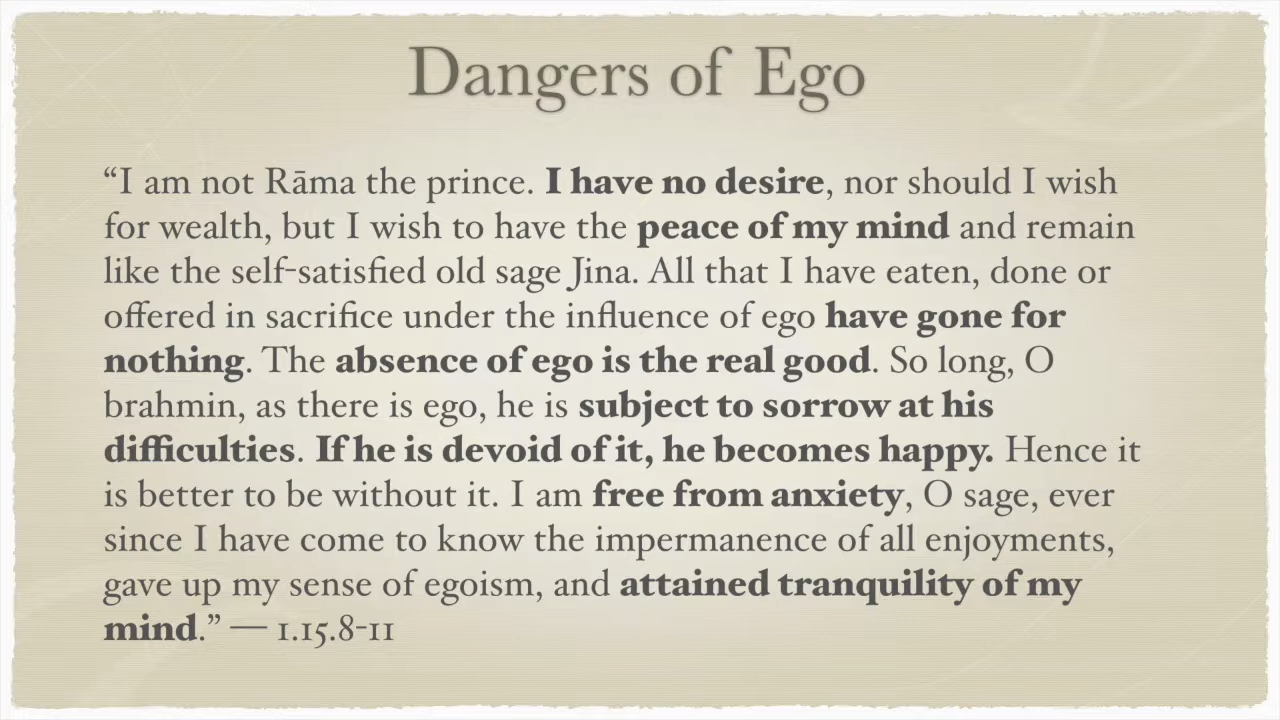 Dangers of Ego
“I am not Rāma the prince. I have no desire, nor should I wish
for wealth, but I wish to have the peace of my mind and remain
like the self-satisfied old sage Jina. All that I have eaten, done or
offered in sacrifice under the influence of ego have gone for
nothing. The absence of ego is the real good. So long, O
brahmin, as there is ego, he is subject to sorrow at his
difficulties. If he is devoid of it, he becomes happy. Hence it
is better to be without it. I am free from anxiety, O sage, ever
since I have come to know the impermanence of all enjoyments,
gave up my sense of egoism, and attained tranquility of my
mind.” — 1.15.8-11